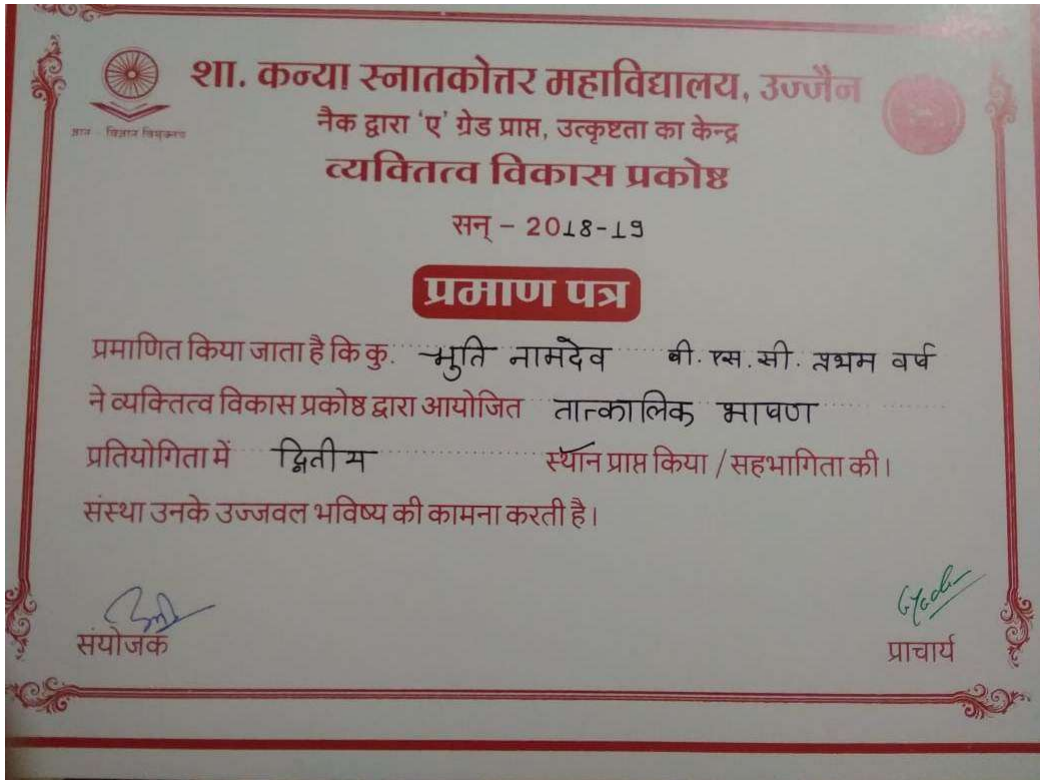 शा. कन्या स्नातकोत्तर महाविद्यालय, उज्जैन
ज्ञान - विज्ञान विमुक्तये
नैक द्वारा 'ए' ग्रेड प्राप्त, उत्कृष्टता का केन्द्र
व्यक्तित्व विकास प्रकोष्ठ
सन् - 2018-19
प्रमाण पत्र
प्रमाणित किया जाता है कि कु. नामदेव बी. एस. सी. प्रथम वर्ष
ने व्यक्तित्व विकास प्रकोष्ठ द्वारा आयोजित तात्कालिक भाषण
प्रतियोगिता में द्वितीय स्थान प्राप्त किया / सहभागिता की।
संस्था उनके उज्जवल भविष्य की कामना करती है।
संयोजक
प्राचार्य